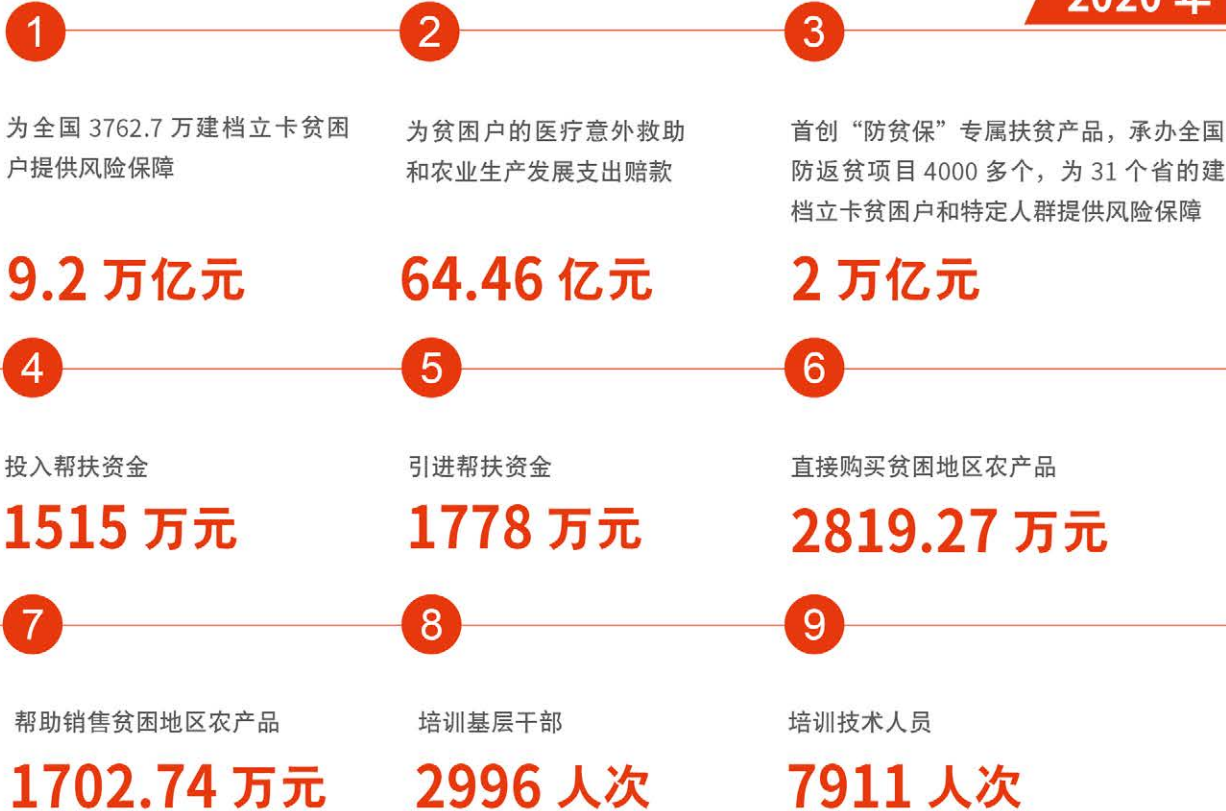 2020 年
1
2
3
为全国 3762.7 万建档立卡贫困
户提供风险保障
9.2 万亿元
为贫困户的医疗意外救助
和农业生产发展支出赔款
64.46 亿元
首创“防贫保”专属扶贫产品，承办全国
防返贫项目 4000 多个，为 31 个省的建
档立卡贫困户和特定人群提供风险保障
2 万亿元
4
5
6
投入帮扶资金
1515 万元
引进帮扶资金
1778 万元
直接购买贫困地区农产品
2819.27 万元
7
8
9
帮助销售贫困地区农产品
1702.74 万元
培训基层干部
2996 人次
培训技术人员
7911 人次